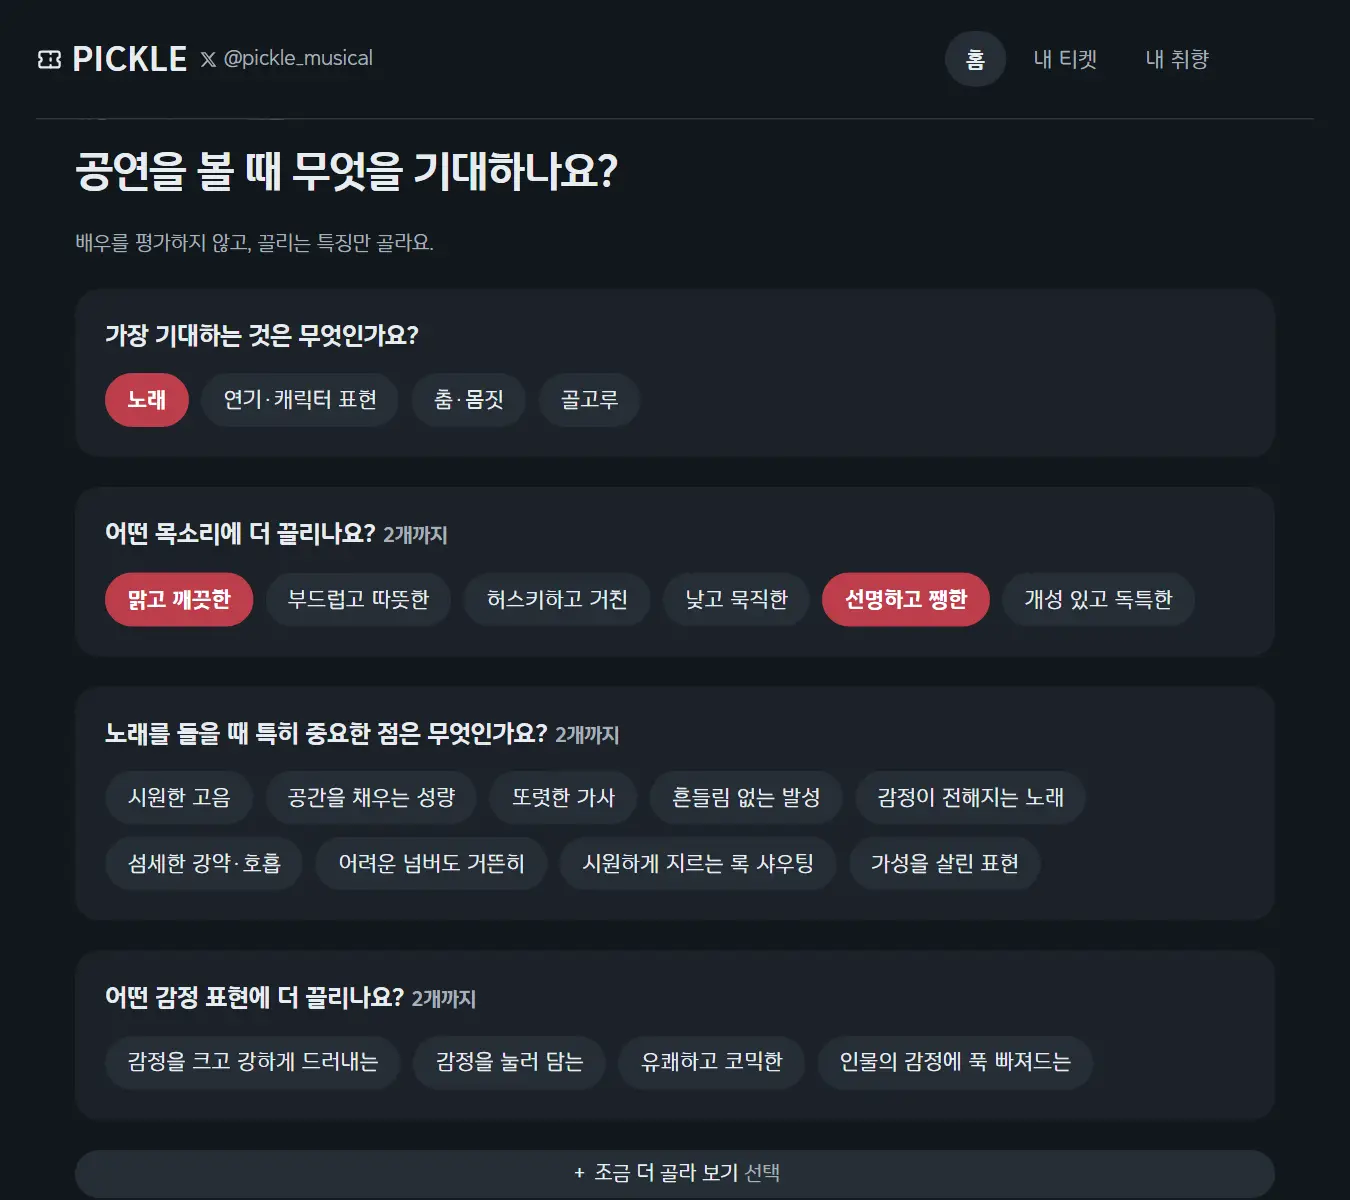 PICKLE 𝕏 @pickle_musical 홈 내 티켓 내 취향
공연을 볼 때 무엇을 기대하나요?
배우를 평가하지 않고, 끌리는 특징만 골라요.
가장 기대하는 것은 무엇인가요?
노래 연기·캐릭터 표현 춤·몸짓 골고루
어떤 목소리에 더 끌리나요? 2개까지
맑고 깨끗한 부드럽고 따뜻한 허스키하고 거친 낮고 묵직한 선명하고 쨍한 개성 있고 독특한
노래를 들을 때 특히 중요한 점은 무엇인가요? 2개까지
시원한 고음 공간을 채우는 성량 또렷한 가사 흔들림 없는 발성 감정이 전해지는 노래
섬세한 강약·호흡 어려운 넘버도 거뜬히 시원하게 지르는 록 샤우팅 가성을 살린 표현
어떤 감정 표현에 더 끌리나요? 2개까지
감정을 크고 강하게 드러내는 감정을 눌러 담는 유쾌하고 코믹한 인물의 감정에 푹 빠져드는
+ 조금 더 골라 보기 선택